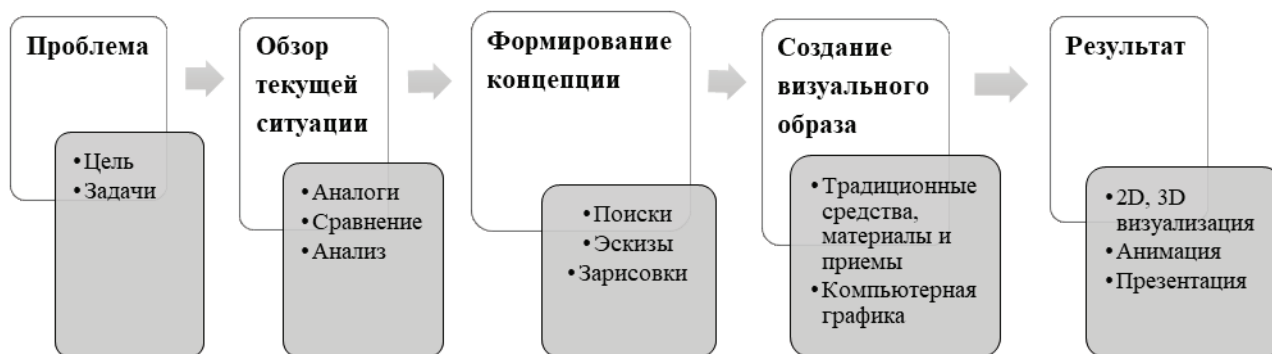 Проблема
• Цель
• Задачи
Обзор
текущей
ситуации
• Аналоги
• Сравнение
• Анализ
Формирование
концепции
• Поиски
• Эскизы
• Зарисовки
Создание
визуального
образа
• Традиционные
средства,
материалы и
приемы
• Компьютерная
графика
Результат
• 2D, 3D
визуализация
• Анимация
• Презентация